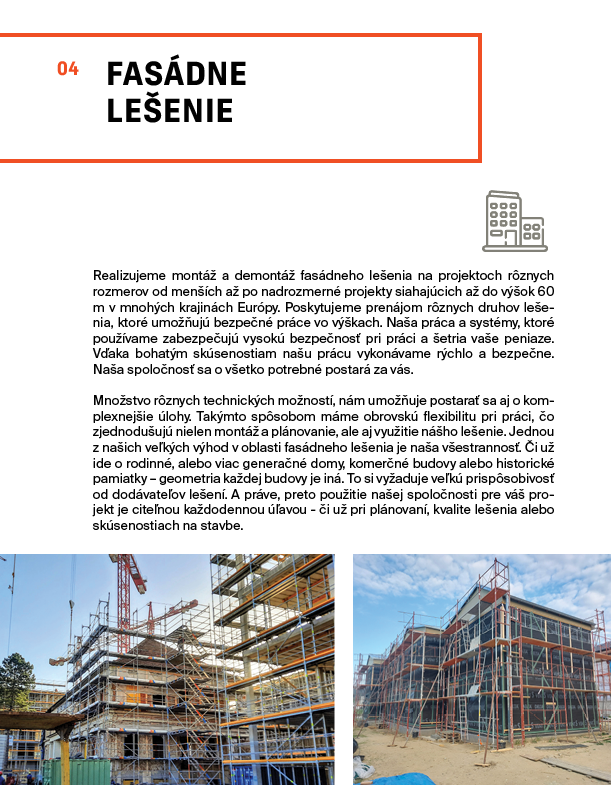 04
FASÁDNE
LEŠENIE
Realizujeme montáž a demontáž fasádneho lešenia na projektoch rôznych
rozmerov od menších až po nadrozmerné projekty siahajúcich až do výšok 60
m v mnohých krajinách Európy. Poskytujeme prenájom rôznych druhov leše-
nia, ktoré umožňujú bezpečné práce vo výškach. Naša práca a systémy, ktoré
používame zabezpečujú vysokú bezpečnosť pri práci a šetria vaše peniaze.
Vďaka bohatým skúsenostiam našu prácu vykonávame rýchlo a bezpečne.
Naša spoločnosť sa o všetko potrebné postará za vás.
Množstvo rôznych technických možností, nám umožňuje postarať sa aj o kom-
plexnejšie úlohy. Takýmto spôsobom máme obrovskú flexibilitu pri práci, čo
zjednodušujú nielen montáž a plánovanie, ale aj využitie nášho lešenie. Jednou
z našich veľkých výhod v oblasti fasádneho lešenia je naša všestrannosť. Či už
ide o rodinné, alebo viac generačné domy, komerčné budovy alebo historické
pamiatky – geometria každej budovy je iná. To si vyžaduje veľkú prispôsobivosť
od dodávateľov lešení. A práve, preto použitie našej spoločnosti pre váš pro-
jekt je citeľnou každodennou úľavou - či už pri plánovaní, kvalite lešenia alebo
skúsenostiach na stavbe.